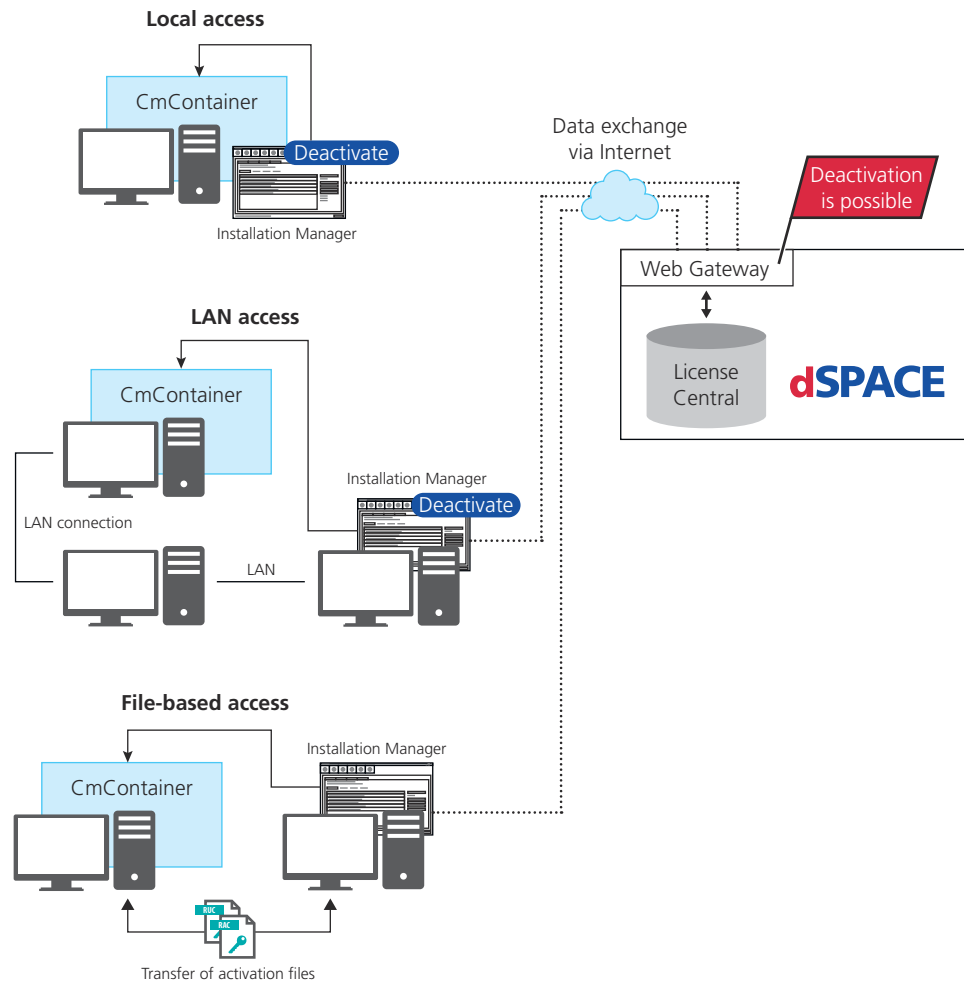 Local access
CmContainer
Deactivate
Installation Manager
Data exchange
via Internet
Deactivation
is possible
Web Gateway
License
Central
dSPACE
LAN access
CmContainer
Installation Manager
Deactivate
LAN connection
LAN
File-based access
Installation Manager
CmContainer
RUC
RAC
Transfer of activation files